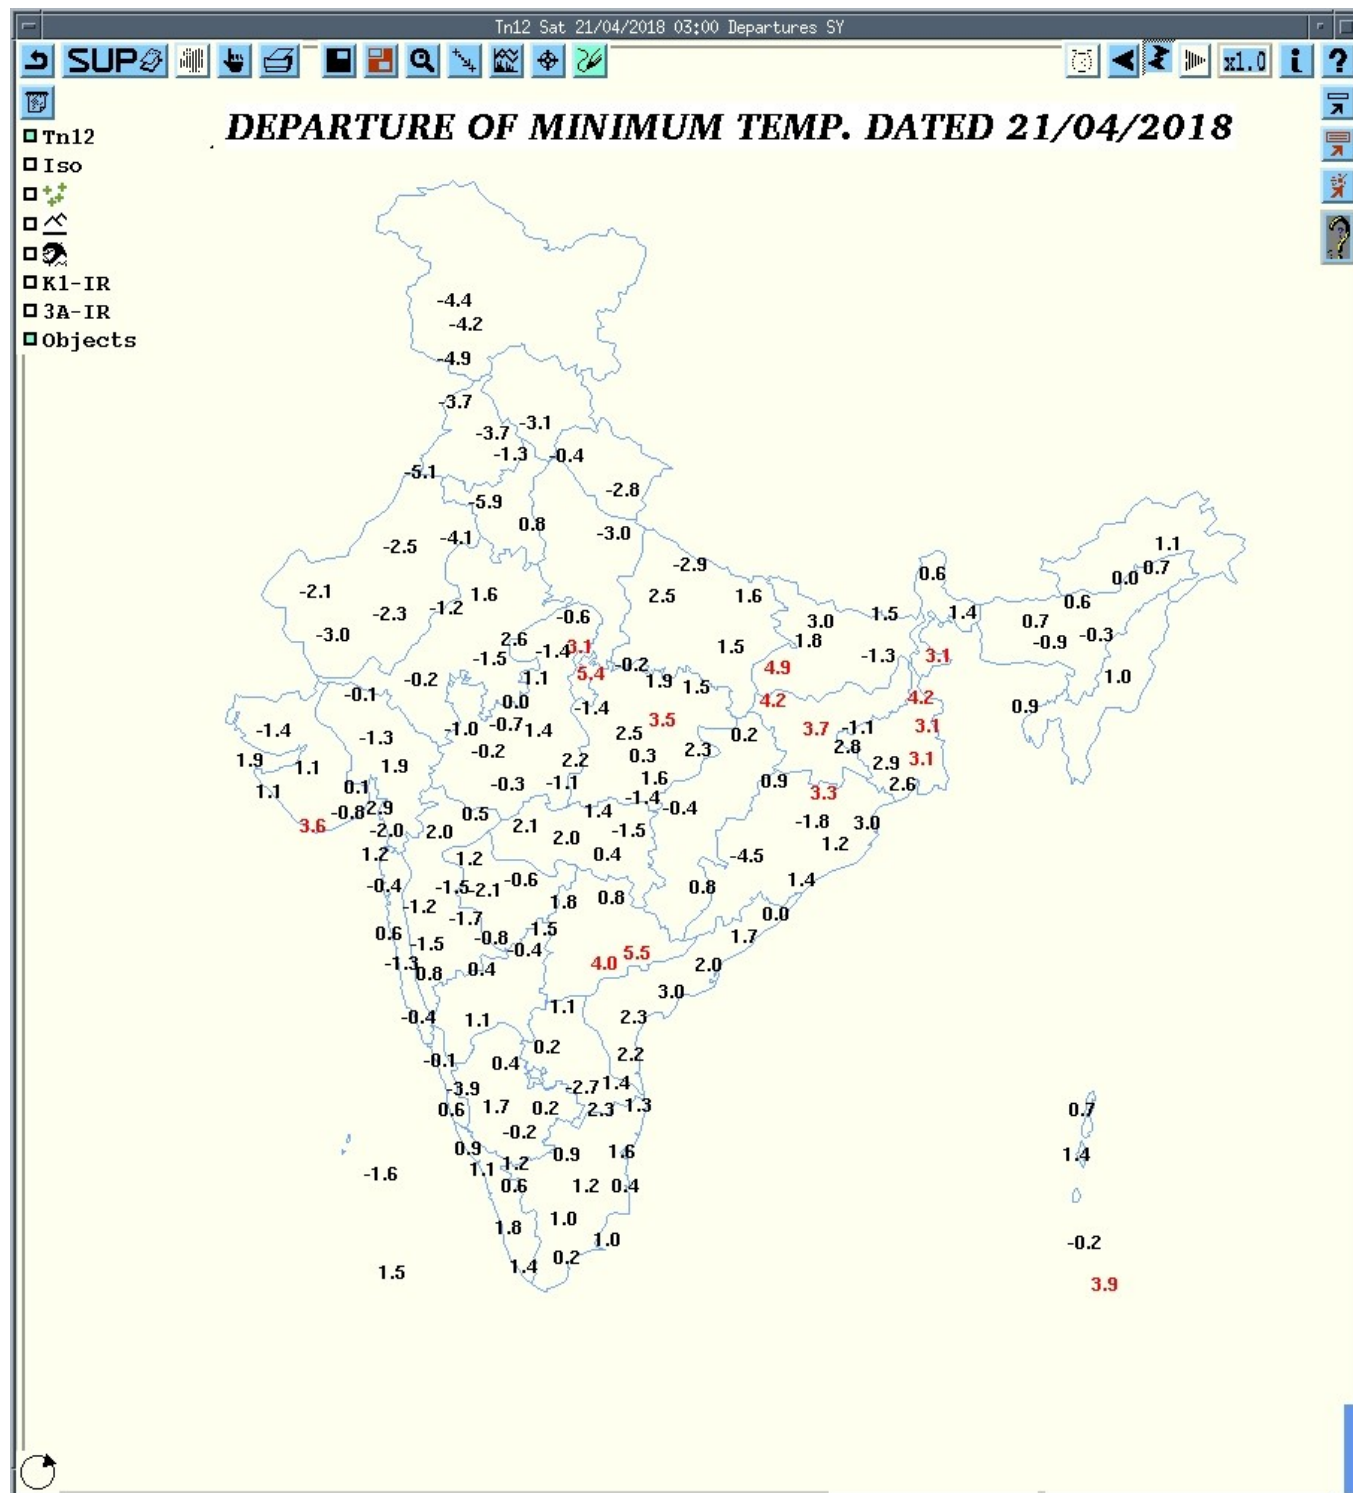 Tn12 Sat 21/04/2018 03:00 Departures SY
SUP
x1.0
i
?
DEPARTURE OF MINIMUM TEMP. DATED 21/04/2018
Tn12
Iso
K1-IR
3A-IR
Objects
-4.4
-4.2
-4.9
-3.7
-3.7 -3.1
-1.3 -0.4
-5.1
-5.9 -2.8
0.8
-2.5 -4.1 -3.0
-2.9 1.1
0.6 0.0 0.7
-2.1 1.6 2.5 1.6
-2.3 -1.2 -0.6 3.0 1.5 1.4 0.7 0.6
-3.0 2.6 -1.4 3.1 1.5 1.8 -0.9 -0.3
-1.5 5.4 -0.2 4.9 -1.3 3.1
-0.2 1.1 1.9 1.5 1.0
-0.1 0.0 -1.4 4.2 4.2 0.9
-1.4 -1.3 -1.0 -0.7 1.4 2.5 3.5 0.2 3.7 -1.1 3.1
1.9 1.1 1.9 -0.2 2.2 0.3 2.3 2.8 2.9 3.1
1.1 0.1 -0.3 -1.1 1.6 0.9 2.6
3.6 -0.8 2.9 0.5 1.4 -1.4 -0.4 3.3
-2.0 2.0 2.1 2.0 -1.5 -1.8 3.0
1.2 1.2 0.4 -4.5 1.2
-0.4 -1.5 -2.1 -0.6 0.8 1.4
-1.2 1.8 0.8
-1.7 0.0
0.6 -1.5 -0.8 1.5 1.7
-0.4
-1.3 0.8 0.4 4.0 5.5 2.0
3.0
-0.4 1.1 1.1 2.3
-0.1 0.4 0.2 2.2
-3.9 -2.7 1.4
0.6 1.7 0.2 2.3 1.3 0.7
-0.2
0.9 1.2 0.9 1.6 1.4
-1.6 1.1
0.6 1.2 0.4
1.8 1.0
1.0 -0.2
1.5 1.4 0.2
3.9